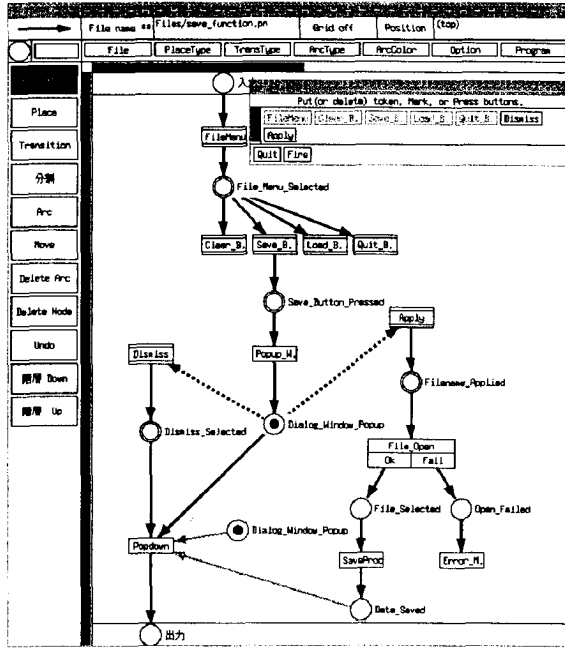 File name ** Files/save_function.pn Grid off Position (top)
File PlaceType TransType ArcType ArcColor Option Program
Place
Transition
分割
Arc
Move
Delete Arc
Delete Node
Undo
階層 Down
階層 Up
入
Put(or delete) token, Mark, or Press buttons.
FileMenu Clear_B. Save_B. Load_B. Quit_B. Dismiss
Apply
Quit Fire
FileMenu
File_Menu_Selected
Clear_B. Save_B. Load_B. Quit_B.
Save_Button_Pressed
Apply
Dismiss
Popup_W.
Filename_Applied
Dismiss_Selected
Dialog_Window_Popup
File_Open
Ok Fail
File_Selected
Open_Failed
Dialog_Window_Popup
Popdown
SaveProc
Error_M.
Data_Saved
出力